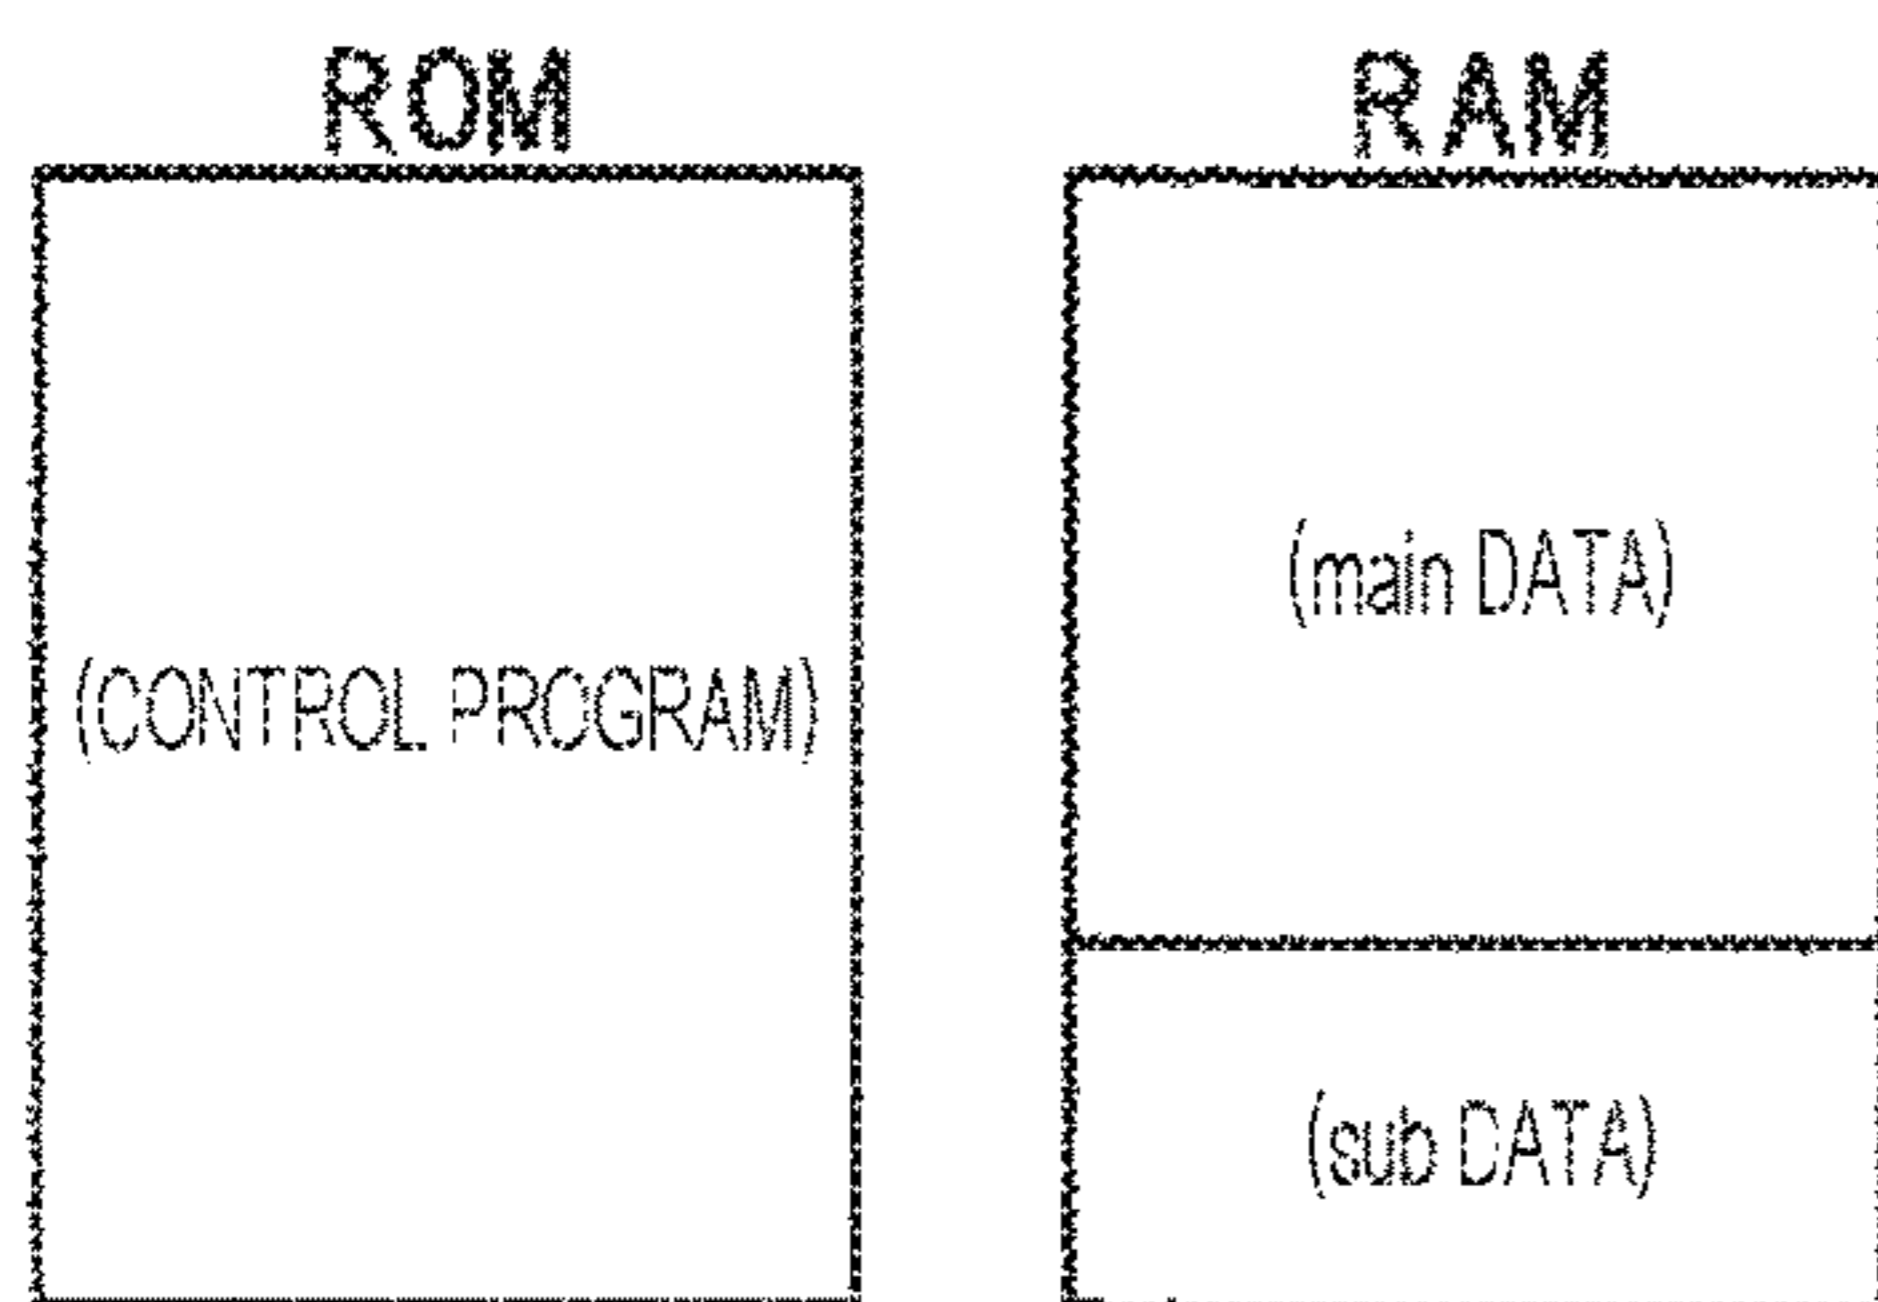 ROM
(CONTROL PROGRAM)
RAM
(main DATA)
(sub DATA)